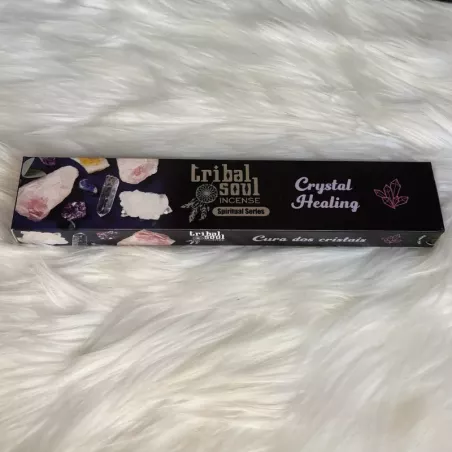 tribal
soul
INCENSE
Spiritual Series
Crystal
Healing
tribal
soul
Cura dos cristais